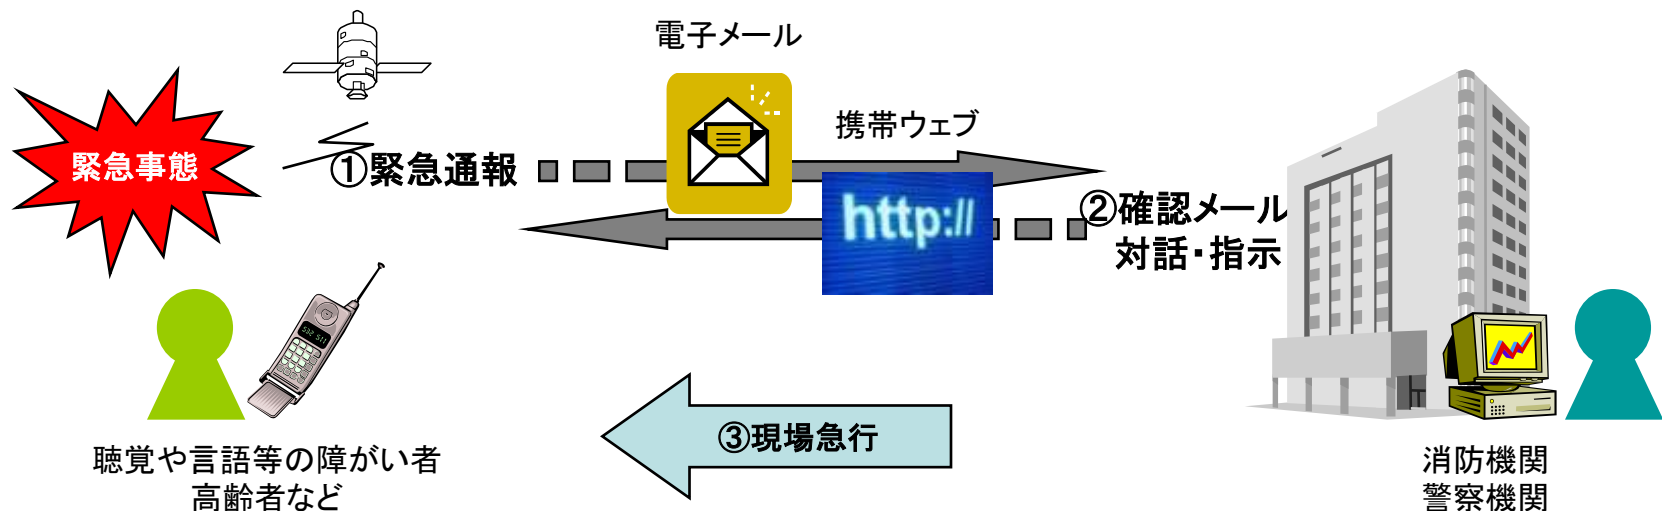 電子メール
携帯ウェブ
緊急事態
①緊急通報
http://
②確認メール
対話・指示
532 511
③現場急行
聴覚や言語等の障がい者
高齢者など
消防機関
警察機関